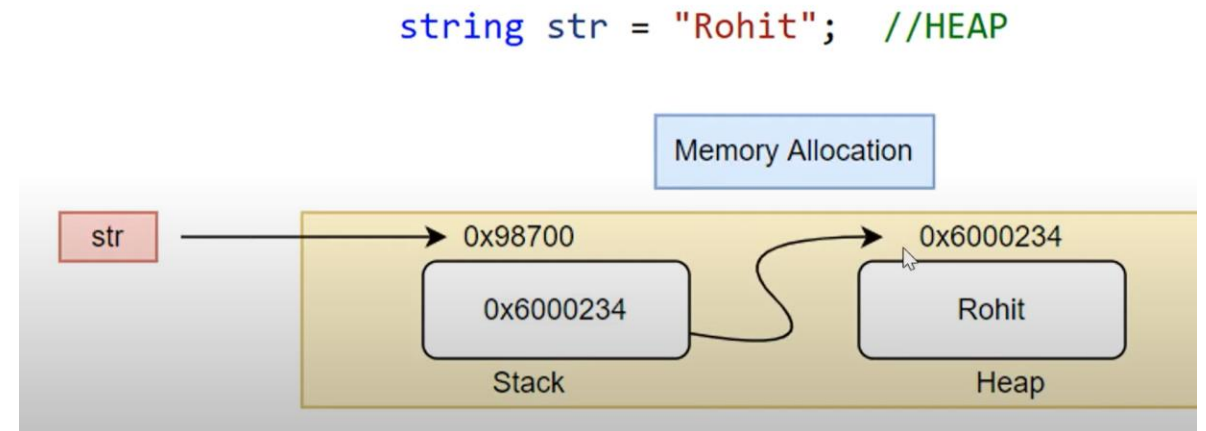 string str = "Rohit"; //HEAP
Memory Allocation
str
0x98700
0x6000234
0x6000234
Rohit
Stack
Heap